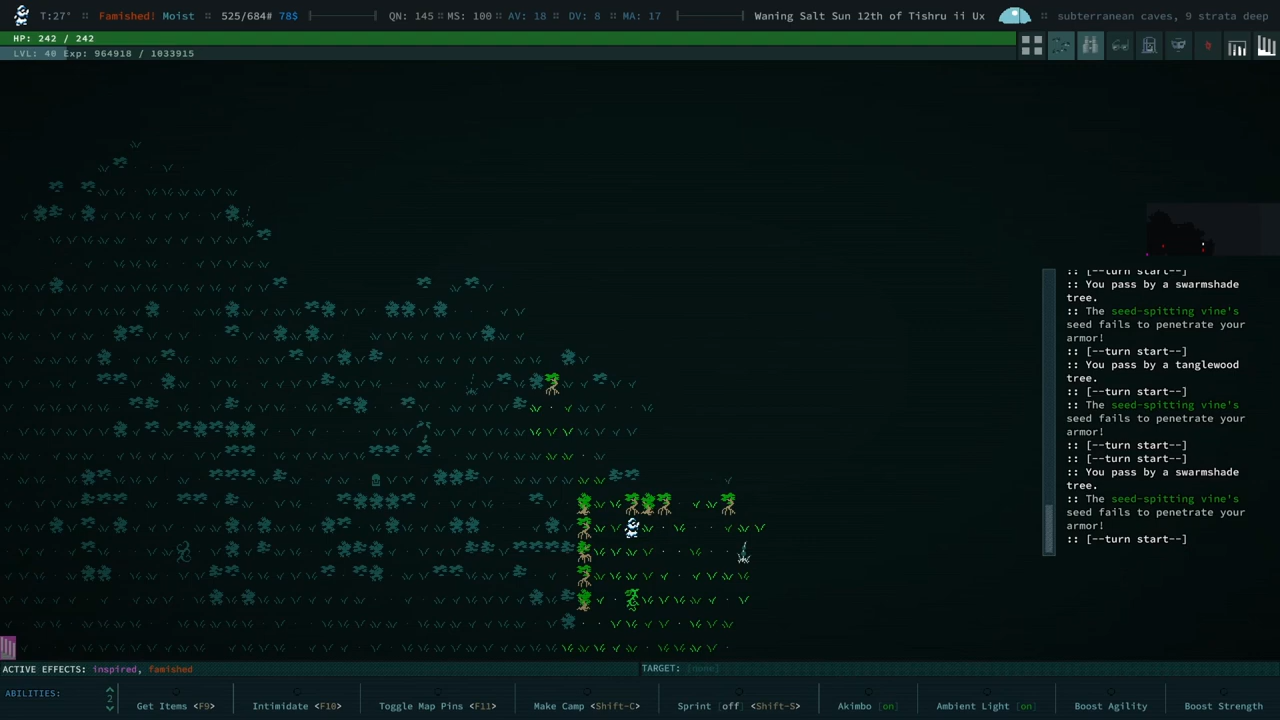 T:27° :: Famished! Moist :: 525/684# 78$ QN: 145 :: MS: 100 :: AV: 18 :: DV: 8 :: MA: 17 Waning Salt Sun 12th of Tishru ii Ux :: subterranean caves, 9 strata deep
HP: 242 / 242
LVL: 40 Exp: 964918 / 1033915
:: [--turn start--]
:: You pass by a swarmshade
tree.
:: The seed-spitting vine's
seed fails to penetrate your
armor!
:: [--turn start--]
:: You pass by a tanglewood
tree.
:: [--turn start--]
:: The seed-spitting vine's
seed fails to penetrate your
armor!
:: [--turn start--]
:: [--turn start--]
:: You pass by a swarmshade
tree.
:: The seed-spitting vine's
seed fails to penetrate your
armor!
:: [--turn start--]
ACTIVE EFFECTS: inspired, famished TARGET: [none]
ABILITIES: 2 Get Items <F9> Intimidate <F10> Toggle Map Pins <F11> Make Camp <Shift-C> Sprint [off] <Shift-S> Akimbo [on] Ambient Light [on] Boost Agility Boost Strength